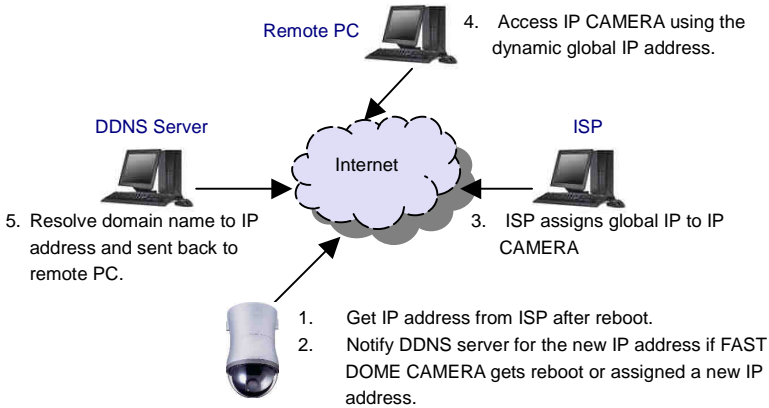 Remote PC
4. Access IP CAMERA using the
dynamic global IP address.
DDNS Server
ISP
Internet
5. Resolve domain name to IP
address and sent back to
remote PC.
3. ISP assigns global IP to IP
CAMERA
1. Get IP address from ISP after reboot.
2. Notify DDNS server for the new IP address if FAST
DOME CAMERA gets reboot or assigned a new IP
address.